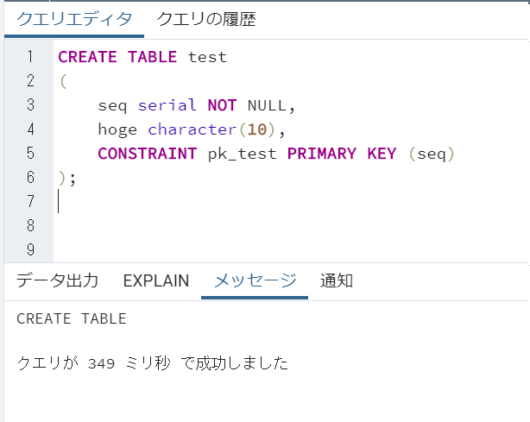 クエリエディタ クエリの履歴
1 CREATE TABLE test
2 (
3 seq serial NOT NULL,
4 hoge character(10),
5 CONSTRAINT pk_test PRIMARY KEY (seq)
6 );
7
8
9
データ出力 EXPLAIN メッセージ 通知
CREATE TABLE
クエリが 349 ミリ秒 で成功しました